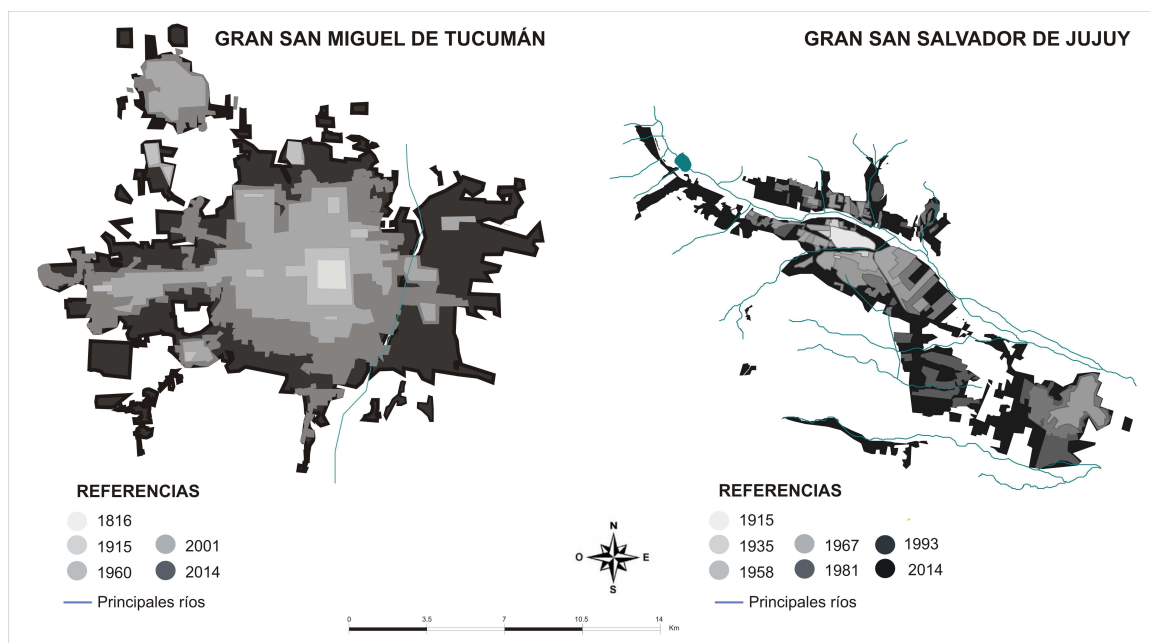 GRAN SAN MIGUEL DE TUCUMÁN
GRAN SAN SALVADOR DE JUJUY
REFERENCIAS
1816
1915
2001
1960
2014
Principales ríos
N
O
E
S
0
3.5
7
10.5
14
Km
REFERENCIAS
1915
1935
1967
1993
1958
1981
2014
Principales ríos